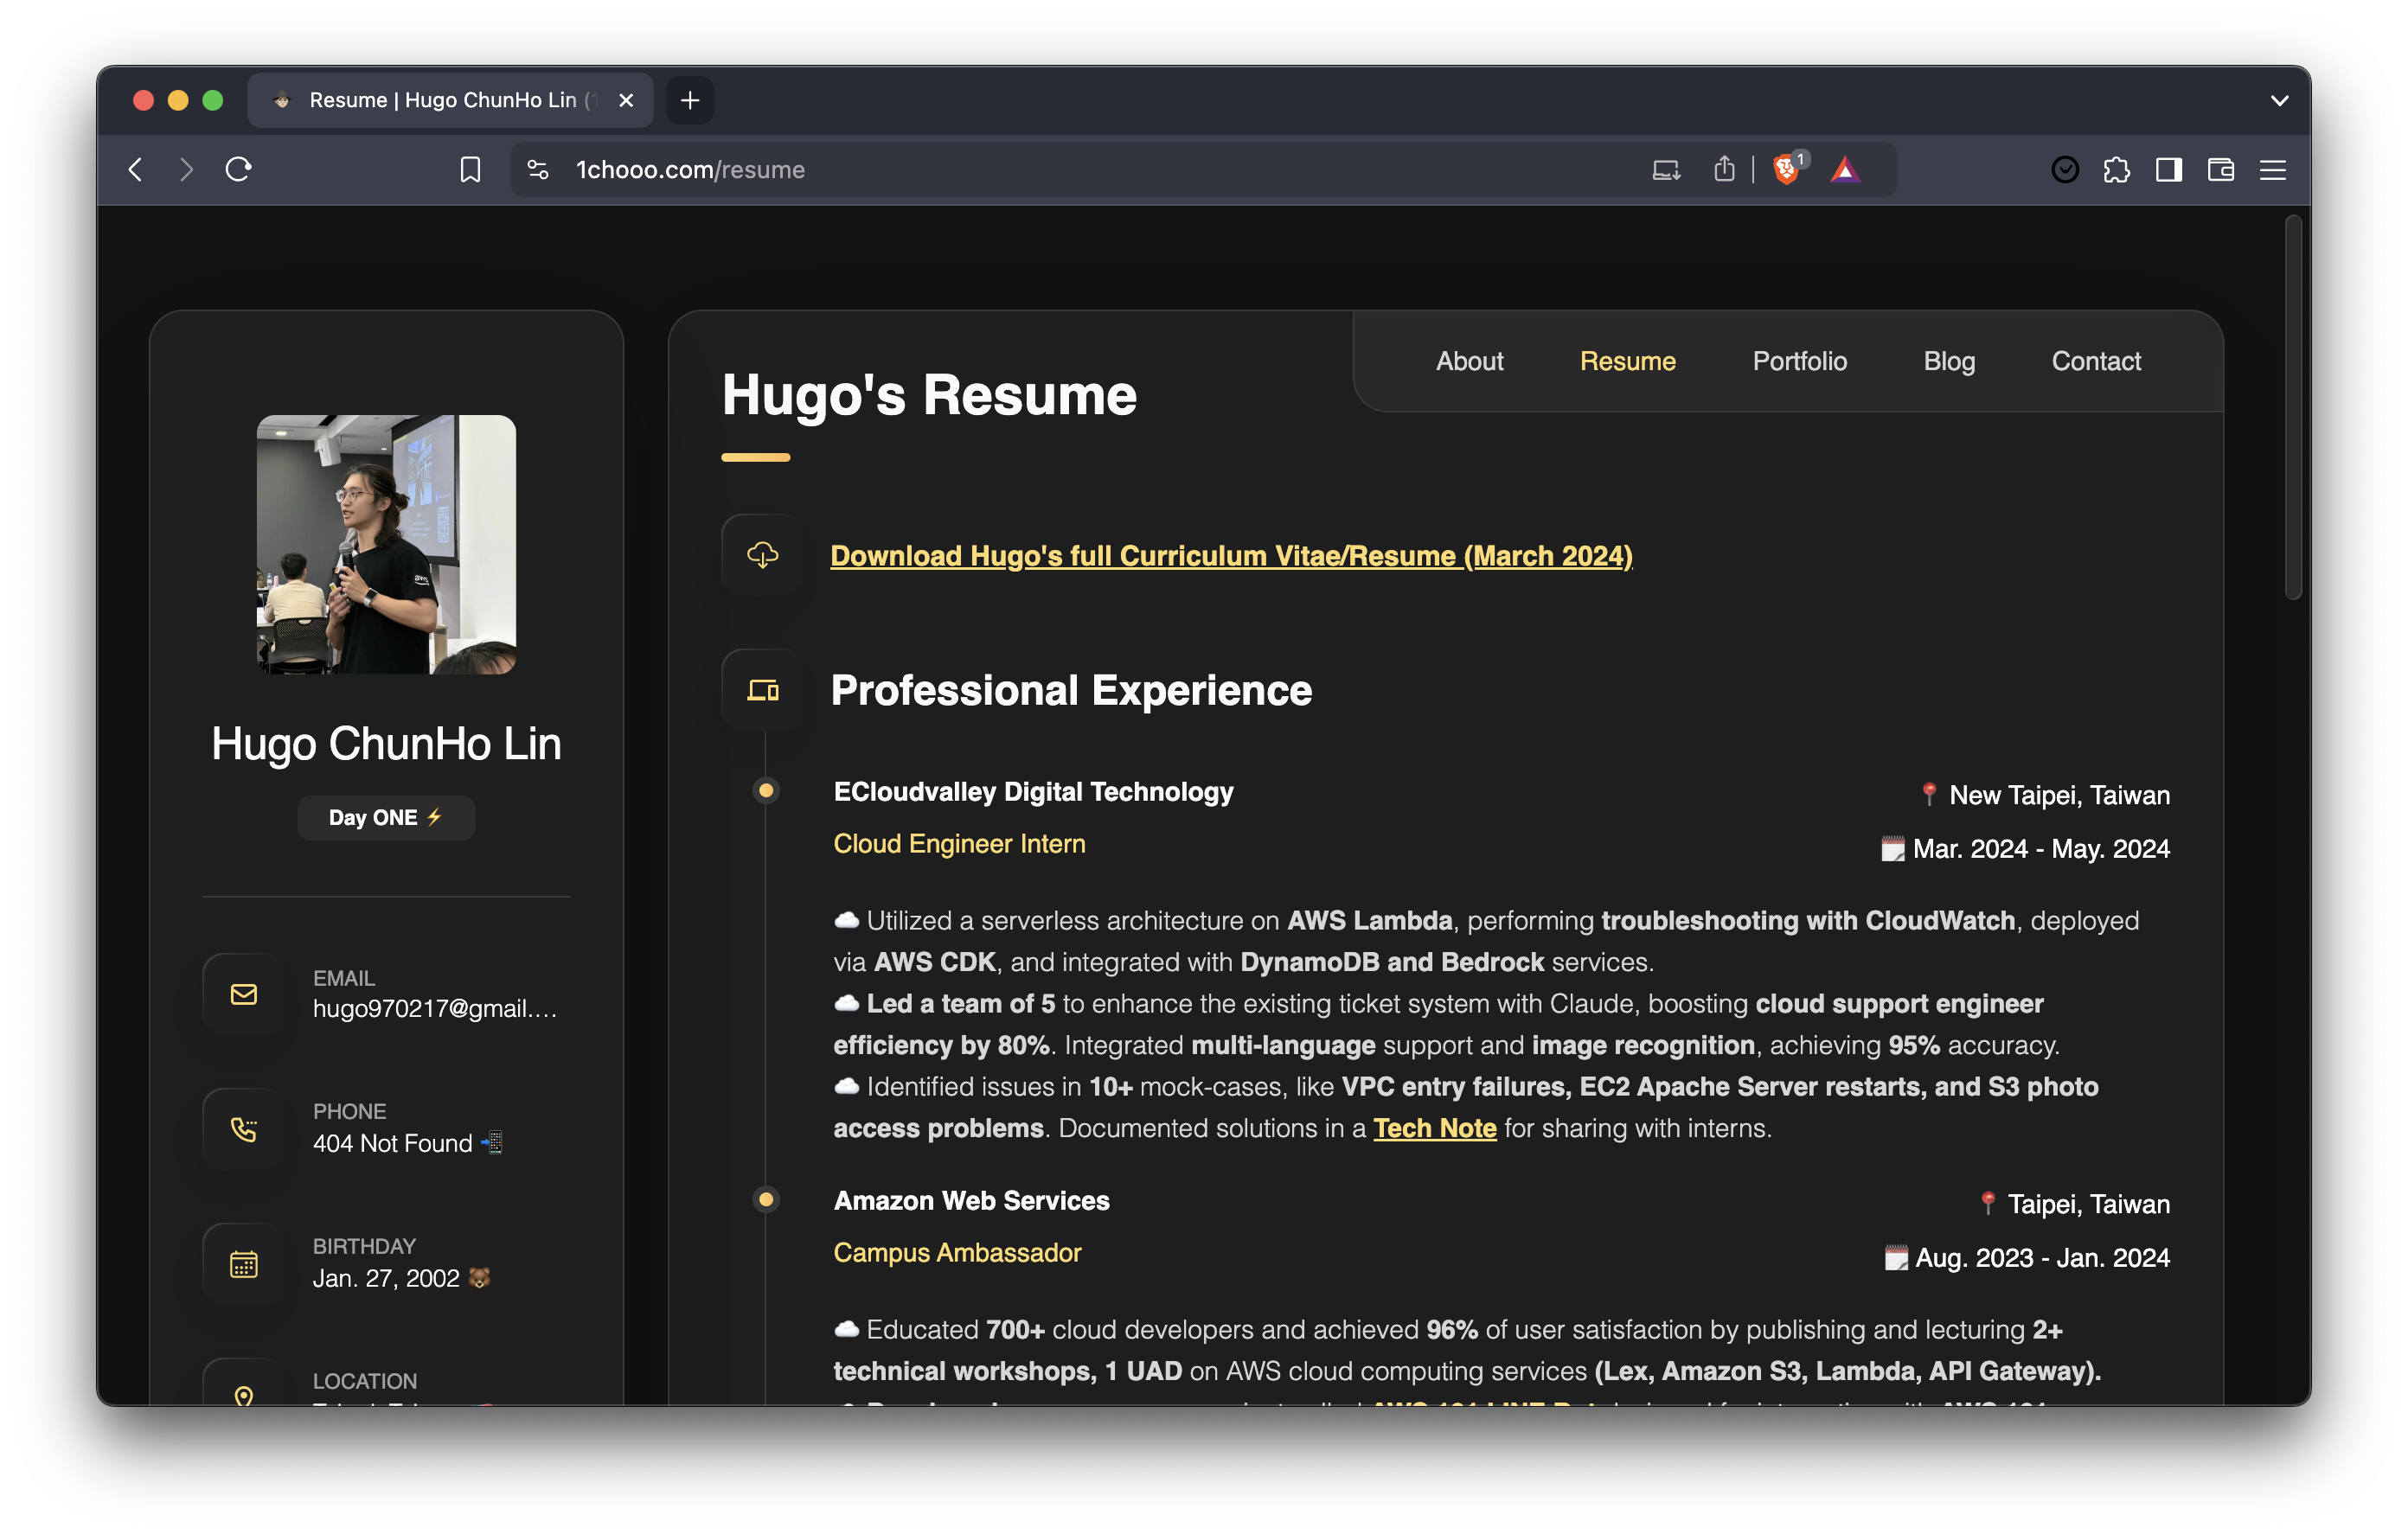 Resume | Hugo ChunHo Lin (
1chooo.com/resume
1
About
Resume
Portfolio
Blog
Contact
Hugo's Resume
Download Hugo's full Curriculum Vitae/Resume (March 2024)
aws
Hugo ChunHo Lin
Day ONE ⚡
EMAIL
hugo970217@gmail.…
PHONE
404 Not Found 📲
BIRTHDAY
Jan. 27, 2002 🐻
LOCATION
Professional Experience
ECloudvalley Digital Technology
📍 New Taipei, Taiwan
Cloud Engineer Intern
🗓️ Mar. 2024 - May. 2024
☁️ Utilized a serverless architecture on AWS Lambda, performing troubleshooting with CloudWatch, deployed
via AWS CDK, and integrated with DynamoDB and Bedrock services.
☁️ Led a team of 5 to enhance the existing ticket system with Claude, boosting cloud support engineer
efficiency by 80%. Integrated multi-language support and image recognition, achieving 95% accuracy.
☁️ Identified issues in 10+ mock-cases, like VPC entry failures, EC2 Apache Server restarts, and S3 photo
access problems. Documented solutions in a Tech Note for sharing with interns.
Amazon Web Services
📍 Taipei, Taiwan
Campus Ambassador
🗓️ Aug. 2023 - Jan. 2024
☁️ Educated 700+ cloud developers and achieved 96% of user satisfaction by publishing and lecturing 2+
technical workshops, 1 UAD on AWS cloud computing services (Lex, Amazon S3, Lambda, API Gateway).